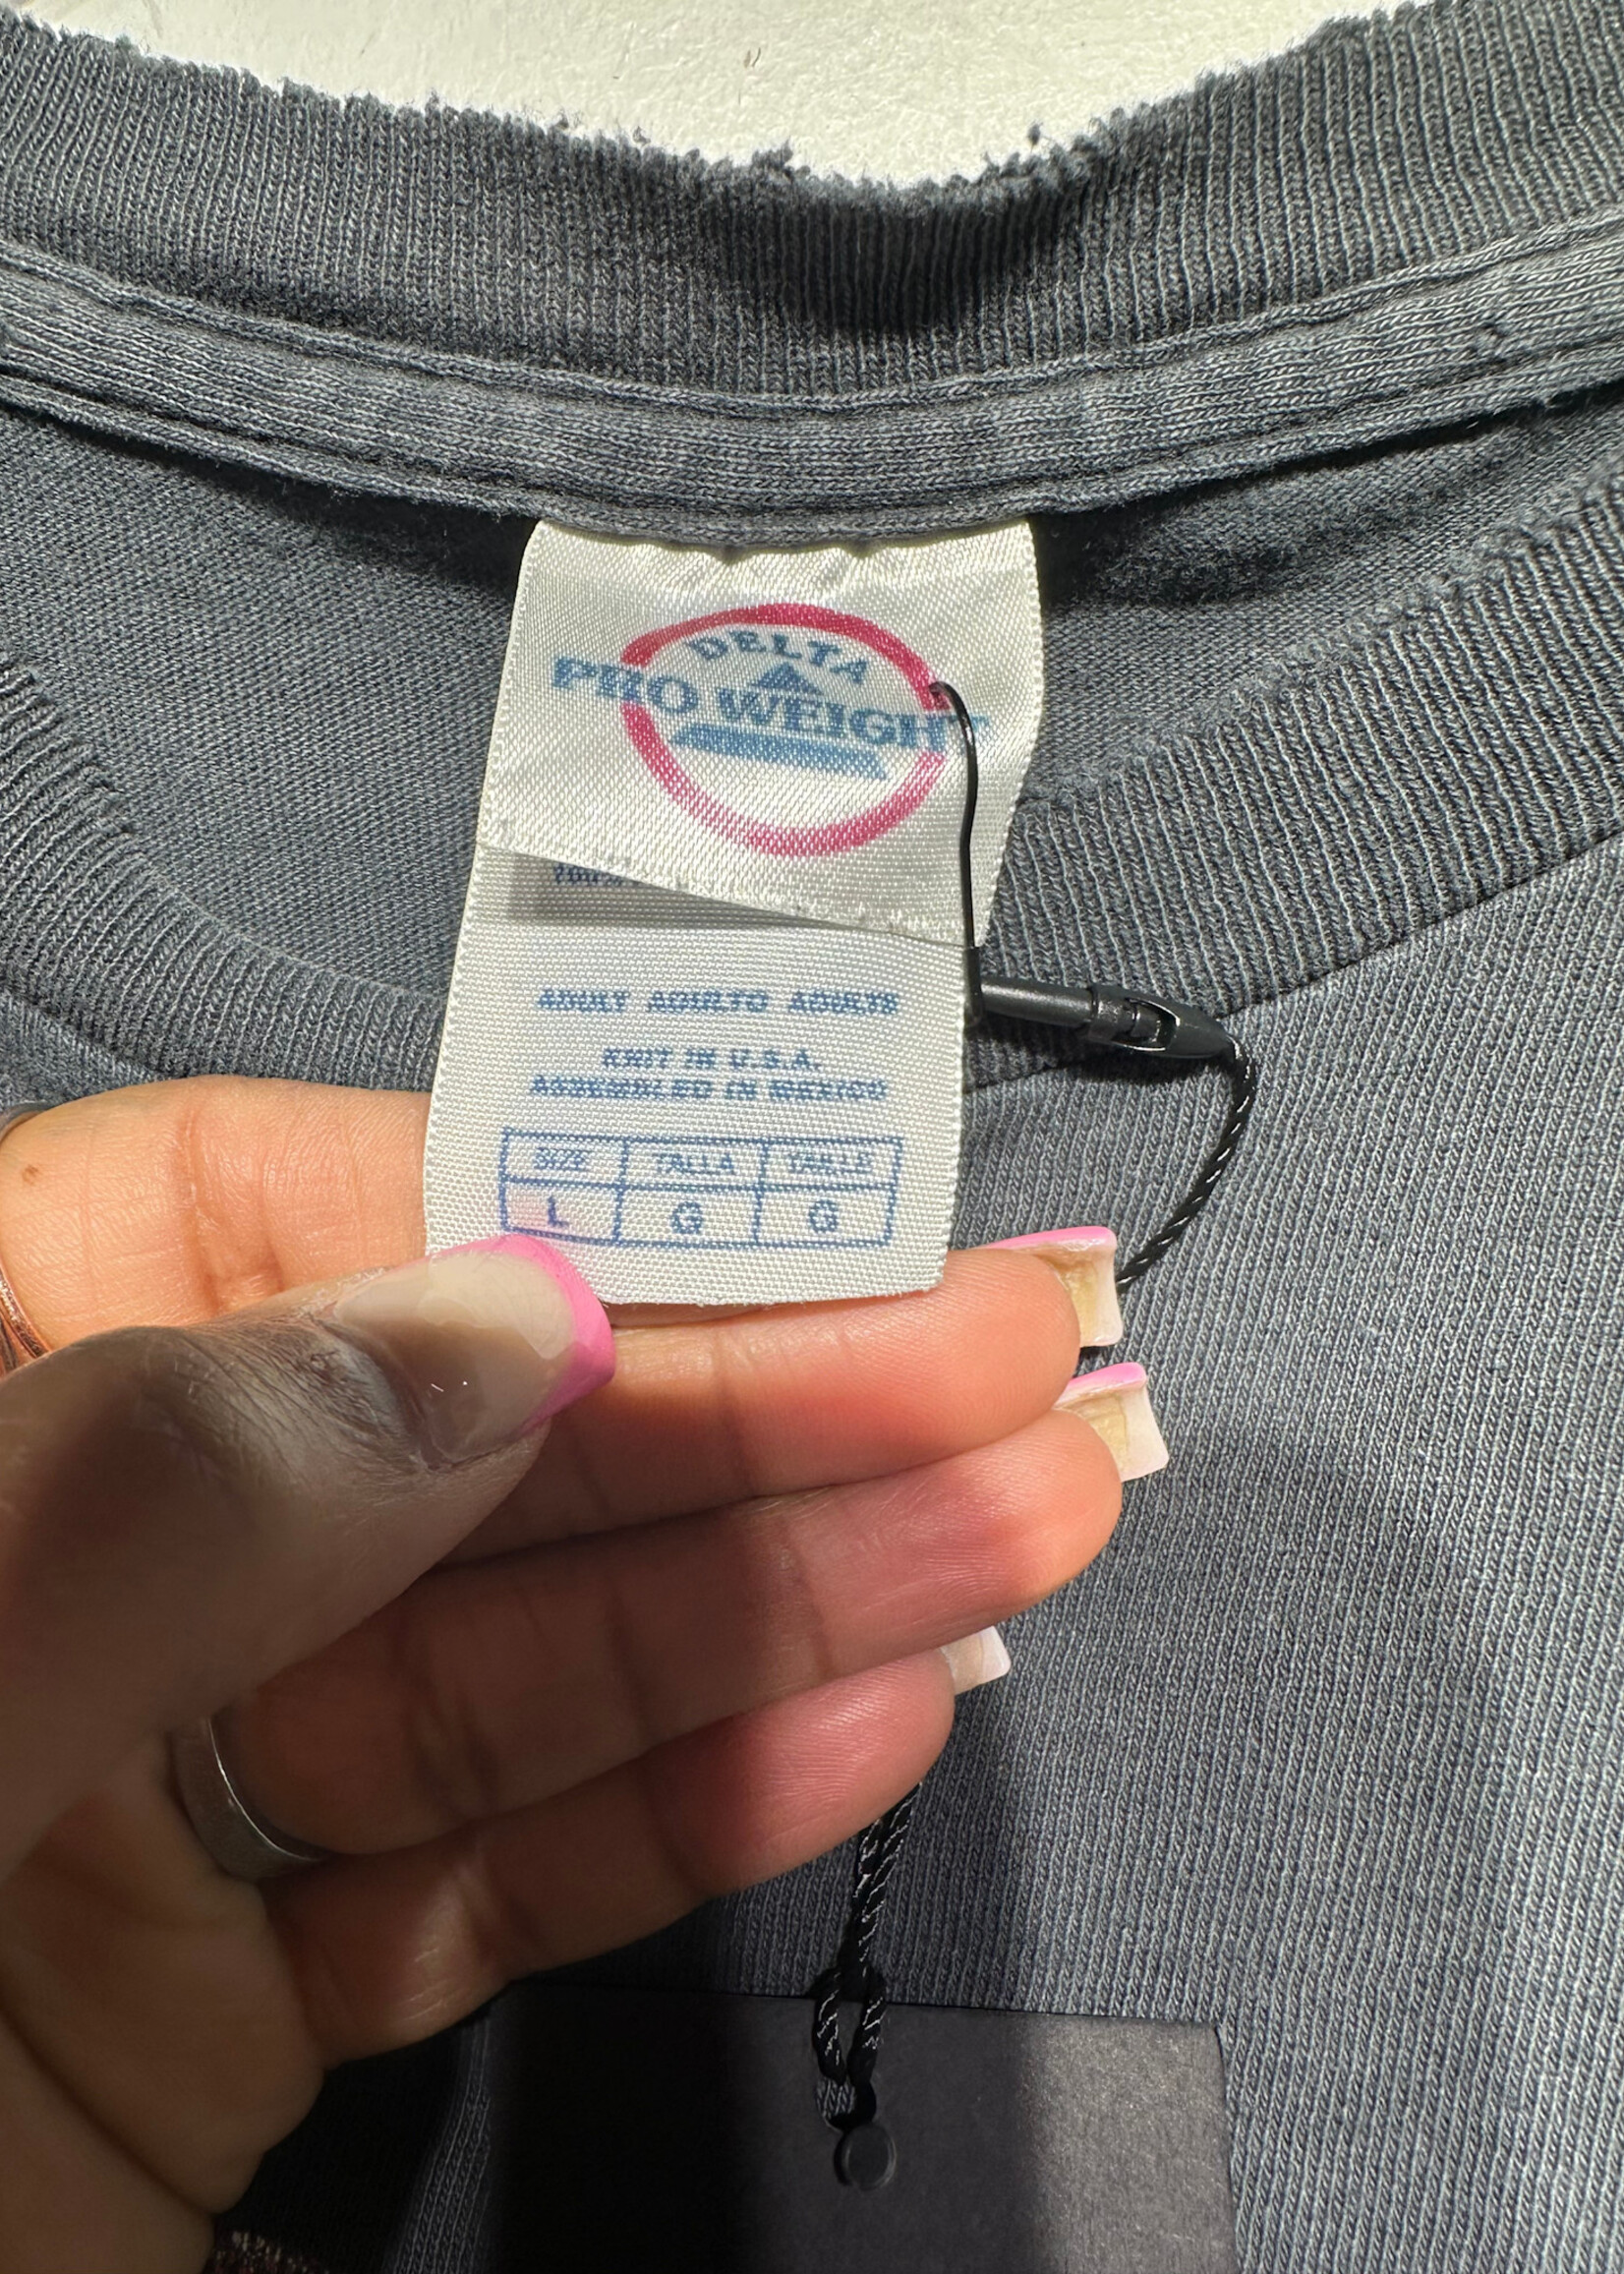 DELTA
PRO WEIGHT
ADULT ADULTO ADULTE
KNIT IN U.S.A.
ASSEMBLED IN MEXICO
SIZE TALLA TAILLE
L G G